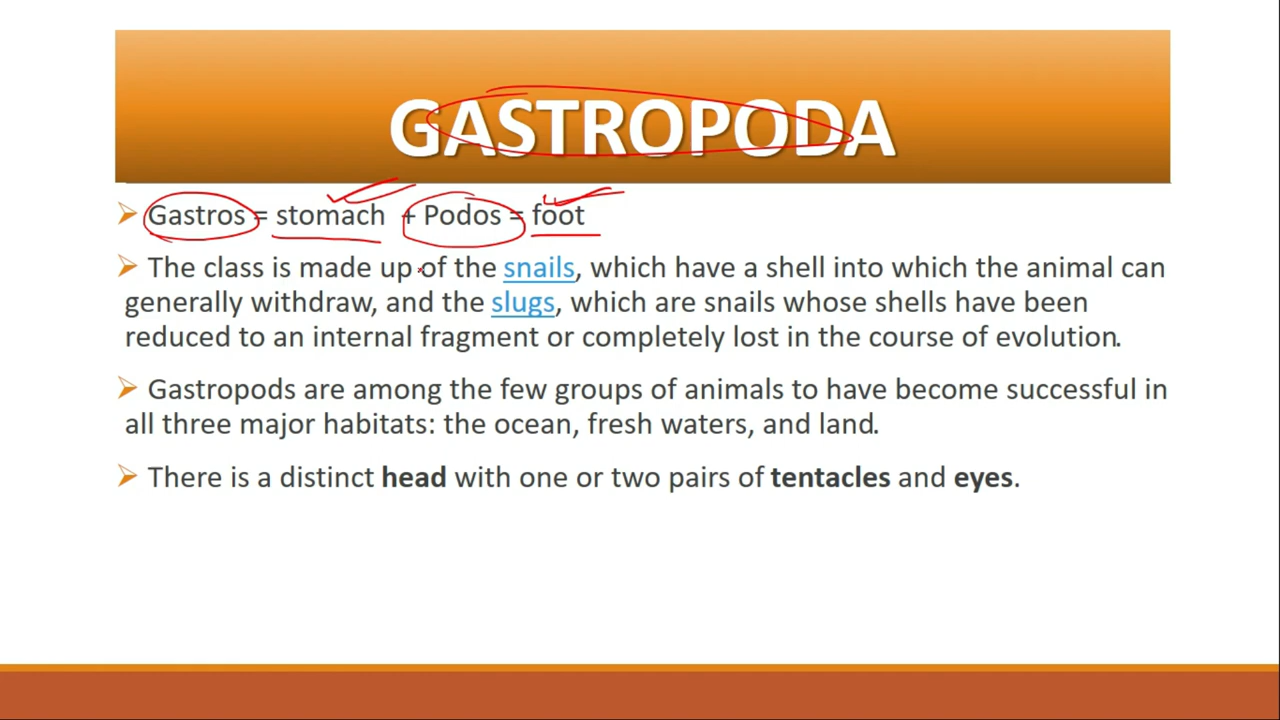 GASTROPODA
Gastros = stomach + Podos = foot
The class is made up of the snails, which have a shell into which the animal can
generally withdraw, and the slugs, which are snails whose shells have been
reduced to an internal fragment or completely lost in the course of evolution.
Gastropods are among the few groups of animals to have become successful in
all three major habitats: the ocean, fresh waters, and land.
There is a distinct head with one or two pairs of tentacles and eyes.